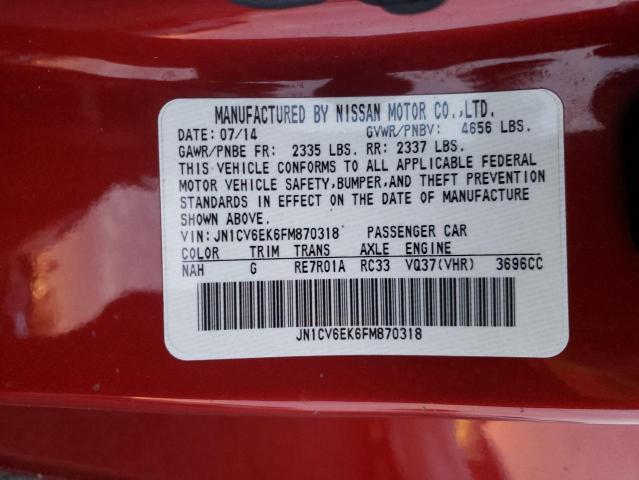 MANUFACTURED BY NISSAN MOTOR CO.,LTD.
DATE: 07/14 GVWR/PNBV: 4656 LBS.
GAWR/PNBE FR: 2335 LBS. RR: 2337 LBS.
THIS VEHICLE CONFORMS TO ALL APPLICABLE FEDERAL
MOTOR VEHICLE SAFETY,BUMPER,AND THEFT PREVENTION
STANDARDS IN EFFECT ON THE DATE OF MANUFACTURE
SHOWN ABOVE.
VIN:JN1CV6EK6FM870318 PASSENGER CAR
COLOR TRIM TRANS AXLE ENGINE
NAH G RE7R01A RC33 VQ37(VHR) 3696CC
JN1CV6EK6FM870318